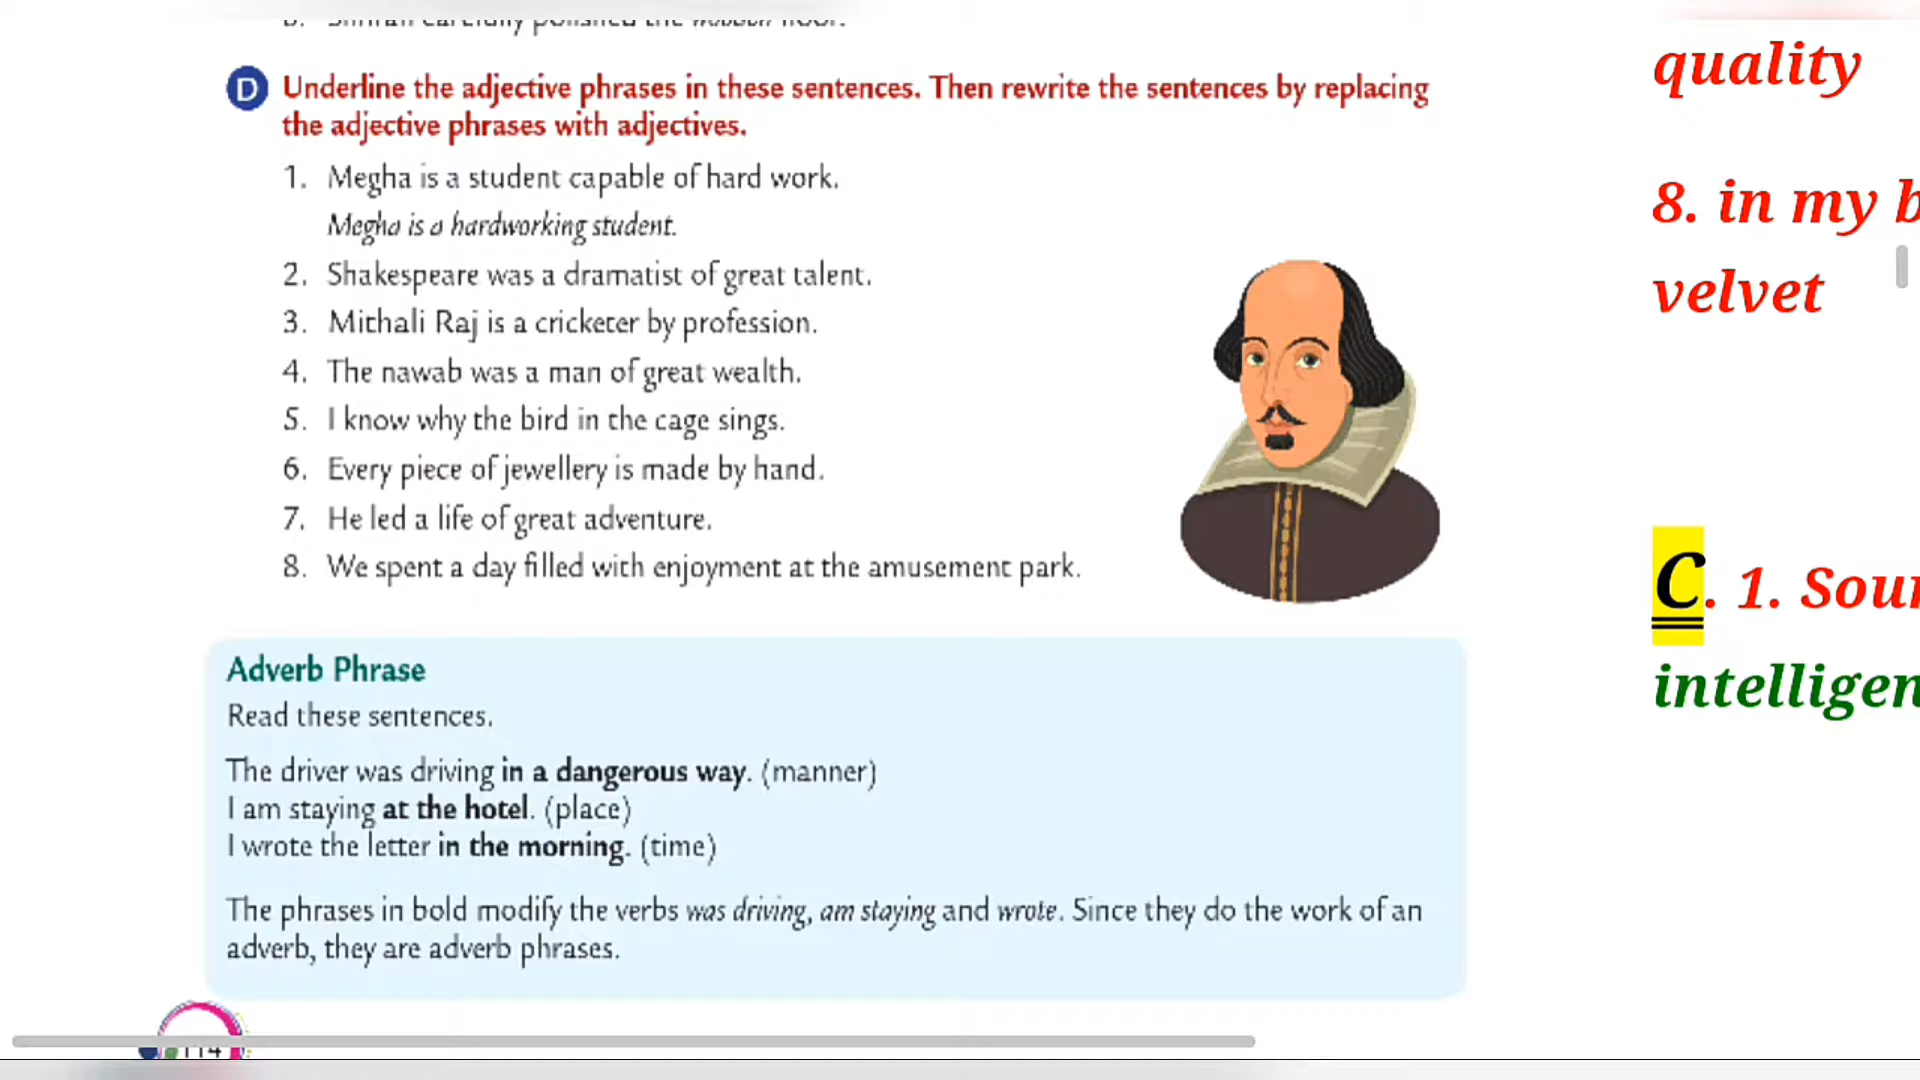 quality
D Underline the adjective phrases in these sentences. Then rewrite the sentences by replacing
the adjective phrases with adjectives.
1. Megha is a student capable of hard work.
Megha is a hardworking student.
2. Shakespeare was a dramatist of great talent.
3. Mithali Raj is a cricketer by profession.
4. The nawab was a man of great wealth.
5. I know why the bird in the cage sings.
6. Every piece of jewellery is made by hand.
7. He led a life of great adventure.
8. We spent a day filled with enjoyment at the amusement park.
Adverb Phrase
Read these sentences.
The driver was driving in a dangerous way. (manner)
I am staying at the hotel. (place)
I wrote the letter in the morning. (time)
The phrases in bold modify the verbs was driving, am staying and wrote. Since they do the work of an
adverb, they are adverb phrases.
114
8. in my
velvet
C. 1.